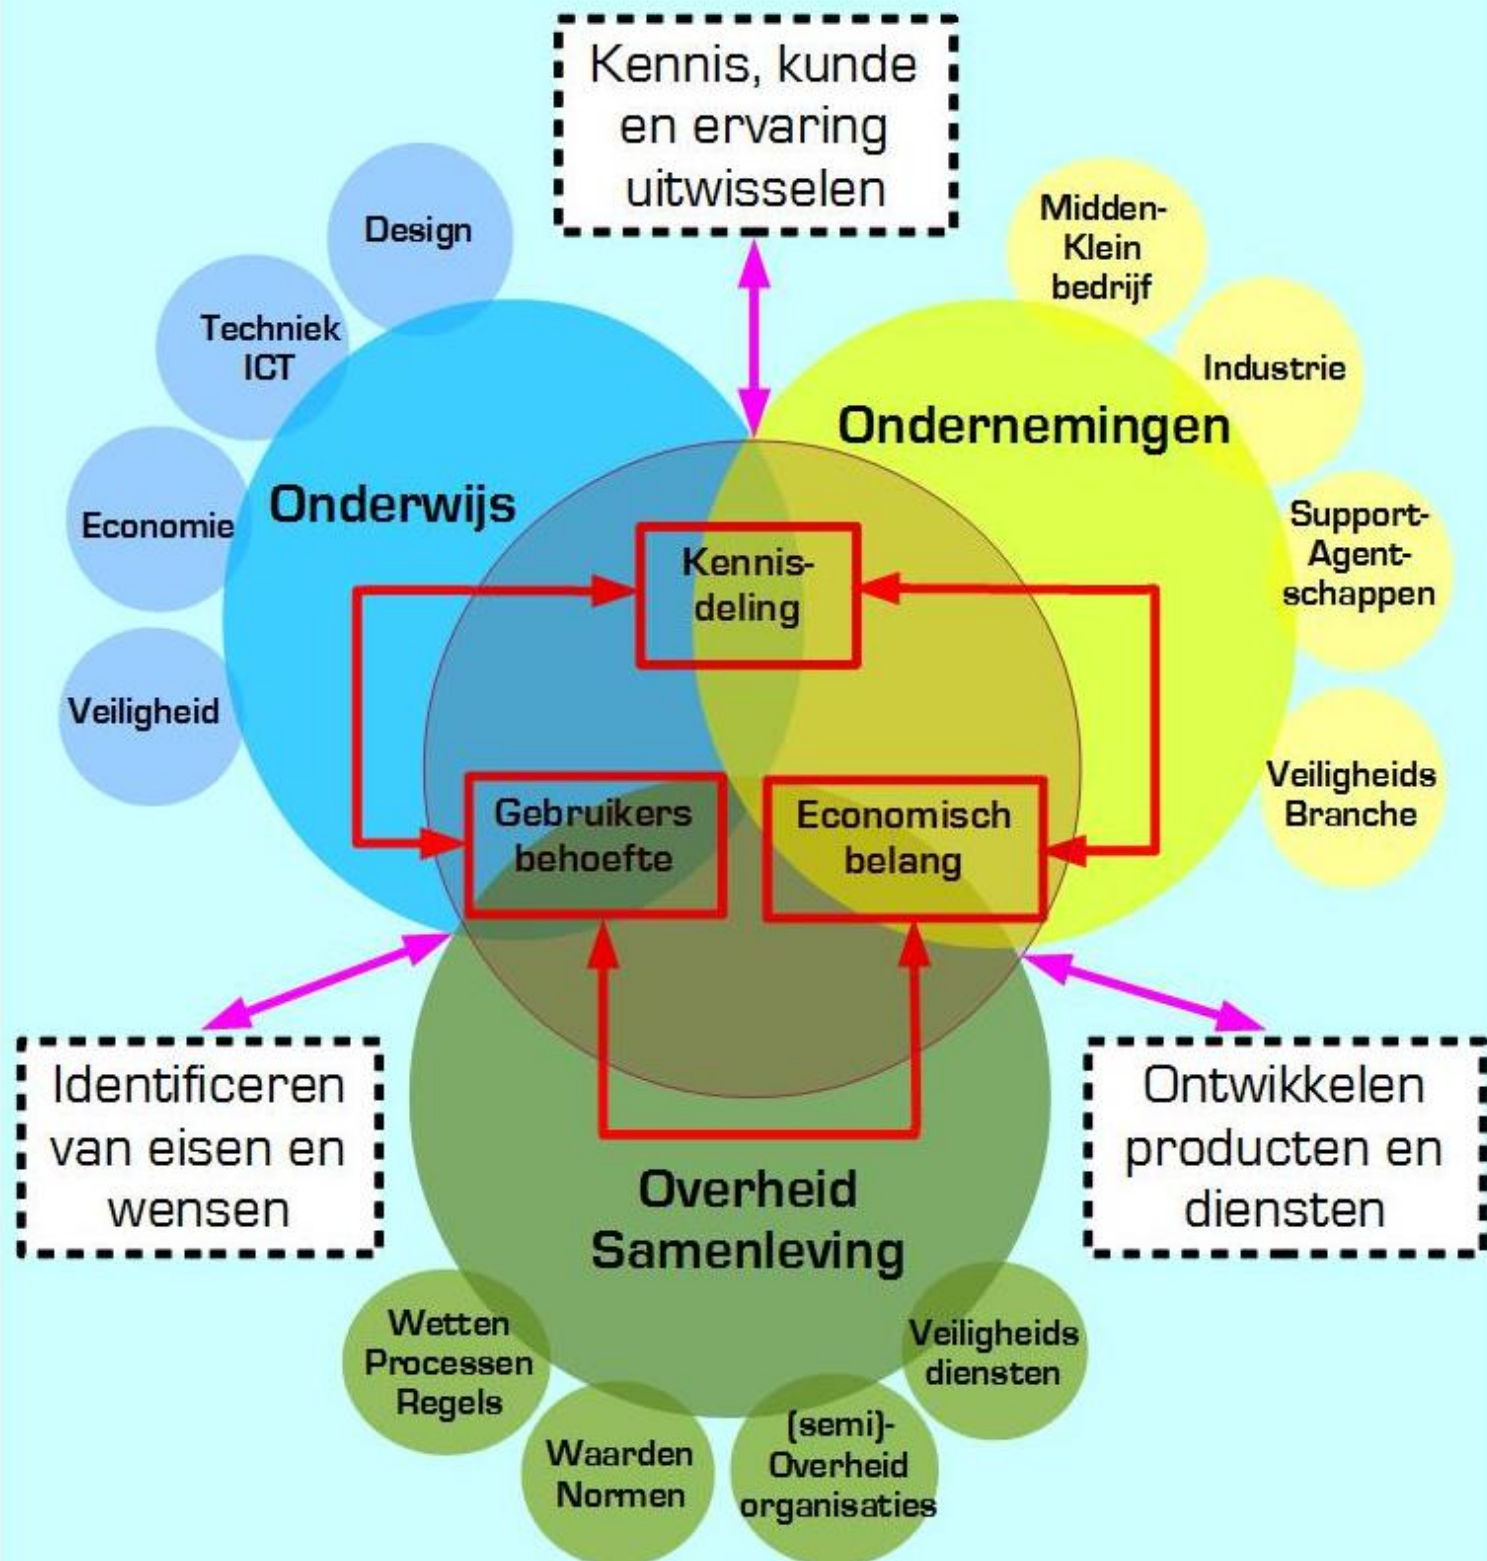 Kennis, kunde
en ervaring
uitwisselen
Design
Techniek
ICT
Economie
Veiligheid
Onderwijs
Midden-
Klein
bedrijf
Industrie
Support-
Agent-
schappen
Veiligheids
Branche
Ondernemingen
Kennis-
deling
Gebruikers
behoefte
Economisch
belang
Identificeren
van eisen en
wensen
Ontwikkelen
producten en
diensten
Overheid
Samenleving
Wetten
Processen
Regels
Waarden
Normen
(semi)-
Overheid
organisaties
Veiligheids
diensten